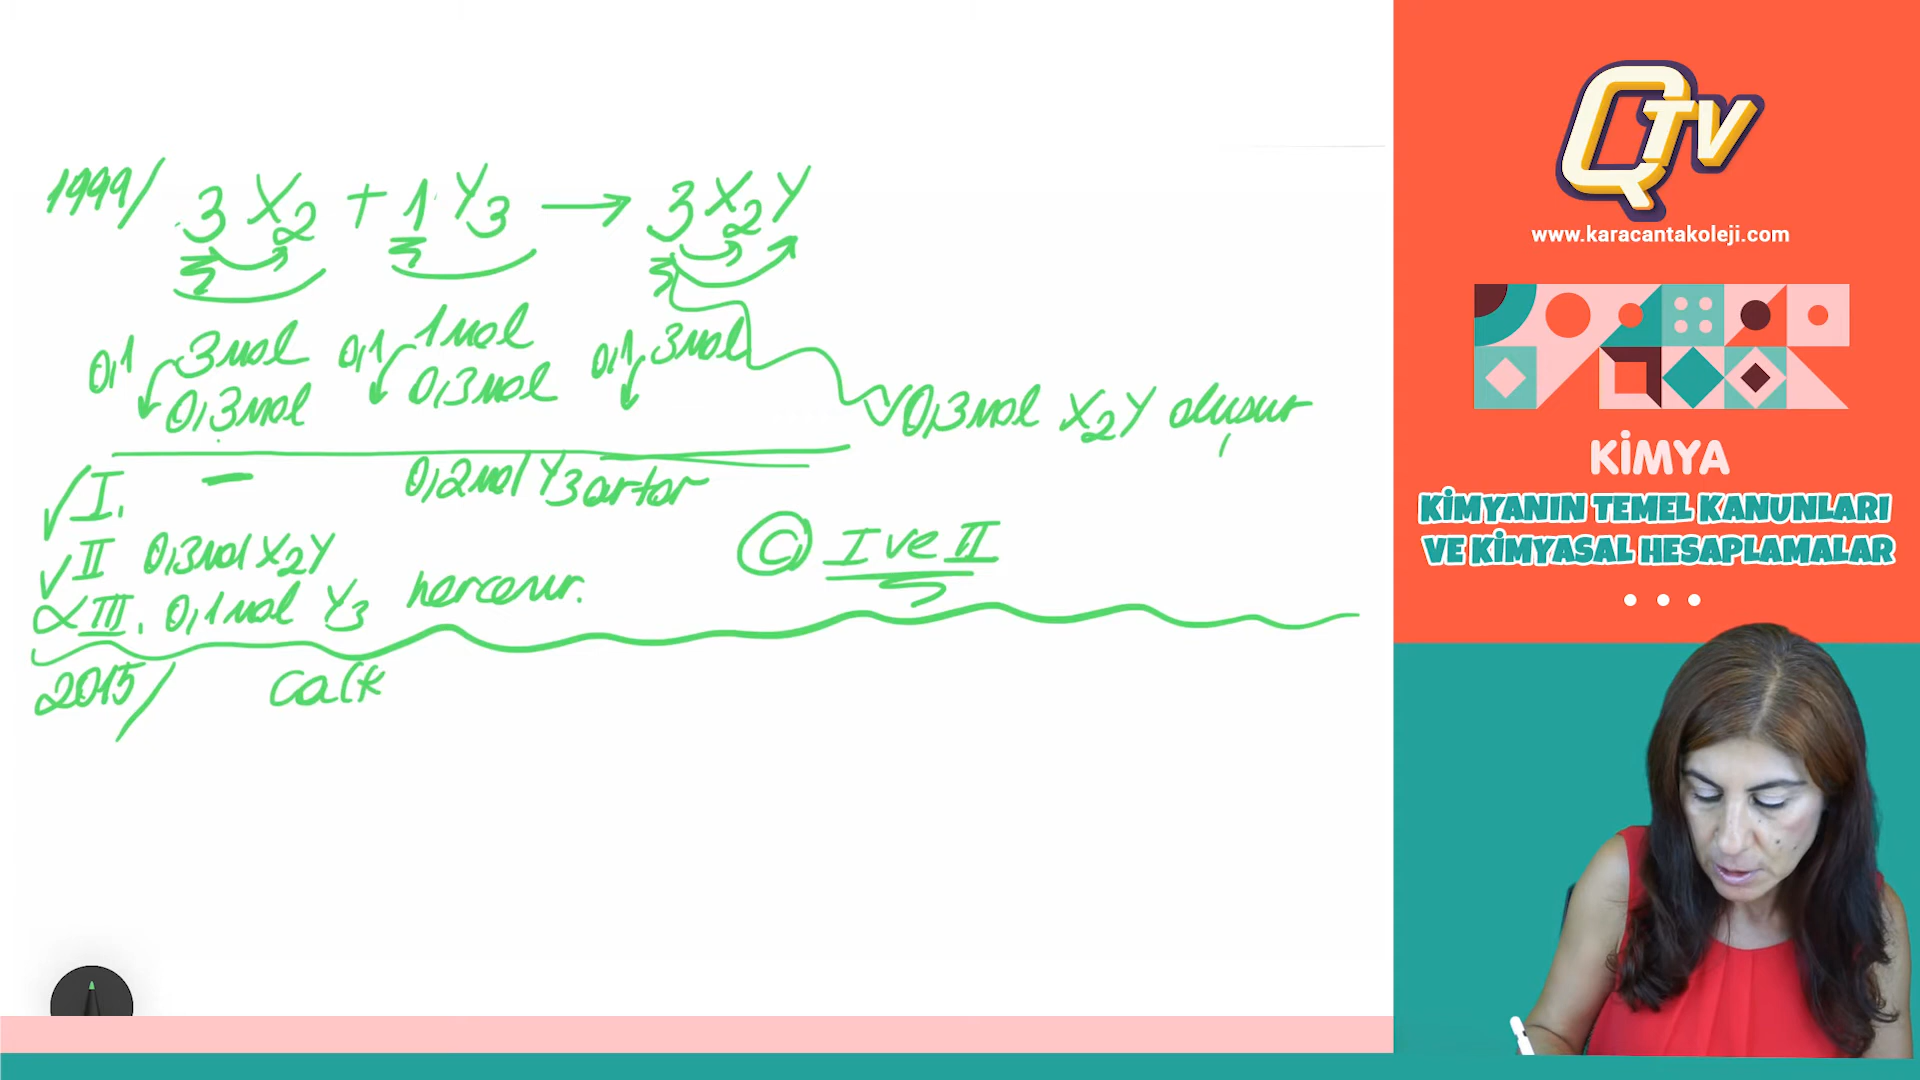 1999/ 3X₂ + 1Y₃ → 3X₂Y
0,1 3mol 0,1 1mol 0,1 3mol
0,3mol 0,3mol 0,3mol X₂Y oluşur
√ I. — 0,2mol Y₃ artar
√ II 0,3mol X₂Y C) I ve II
III. 0,1mol Y₃ harcanır.
2015/ CaCK
QTV
www.karacantakoleji.com
KİMYA
KİMYANIN TEMEL KANUNLARI
VE KİMYASAL HESAPLAMALAR